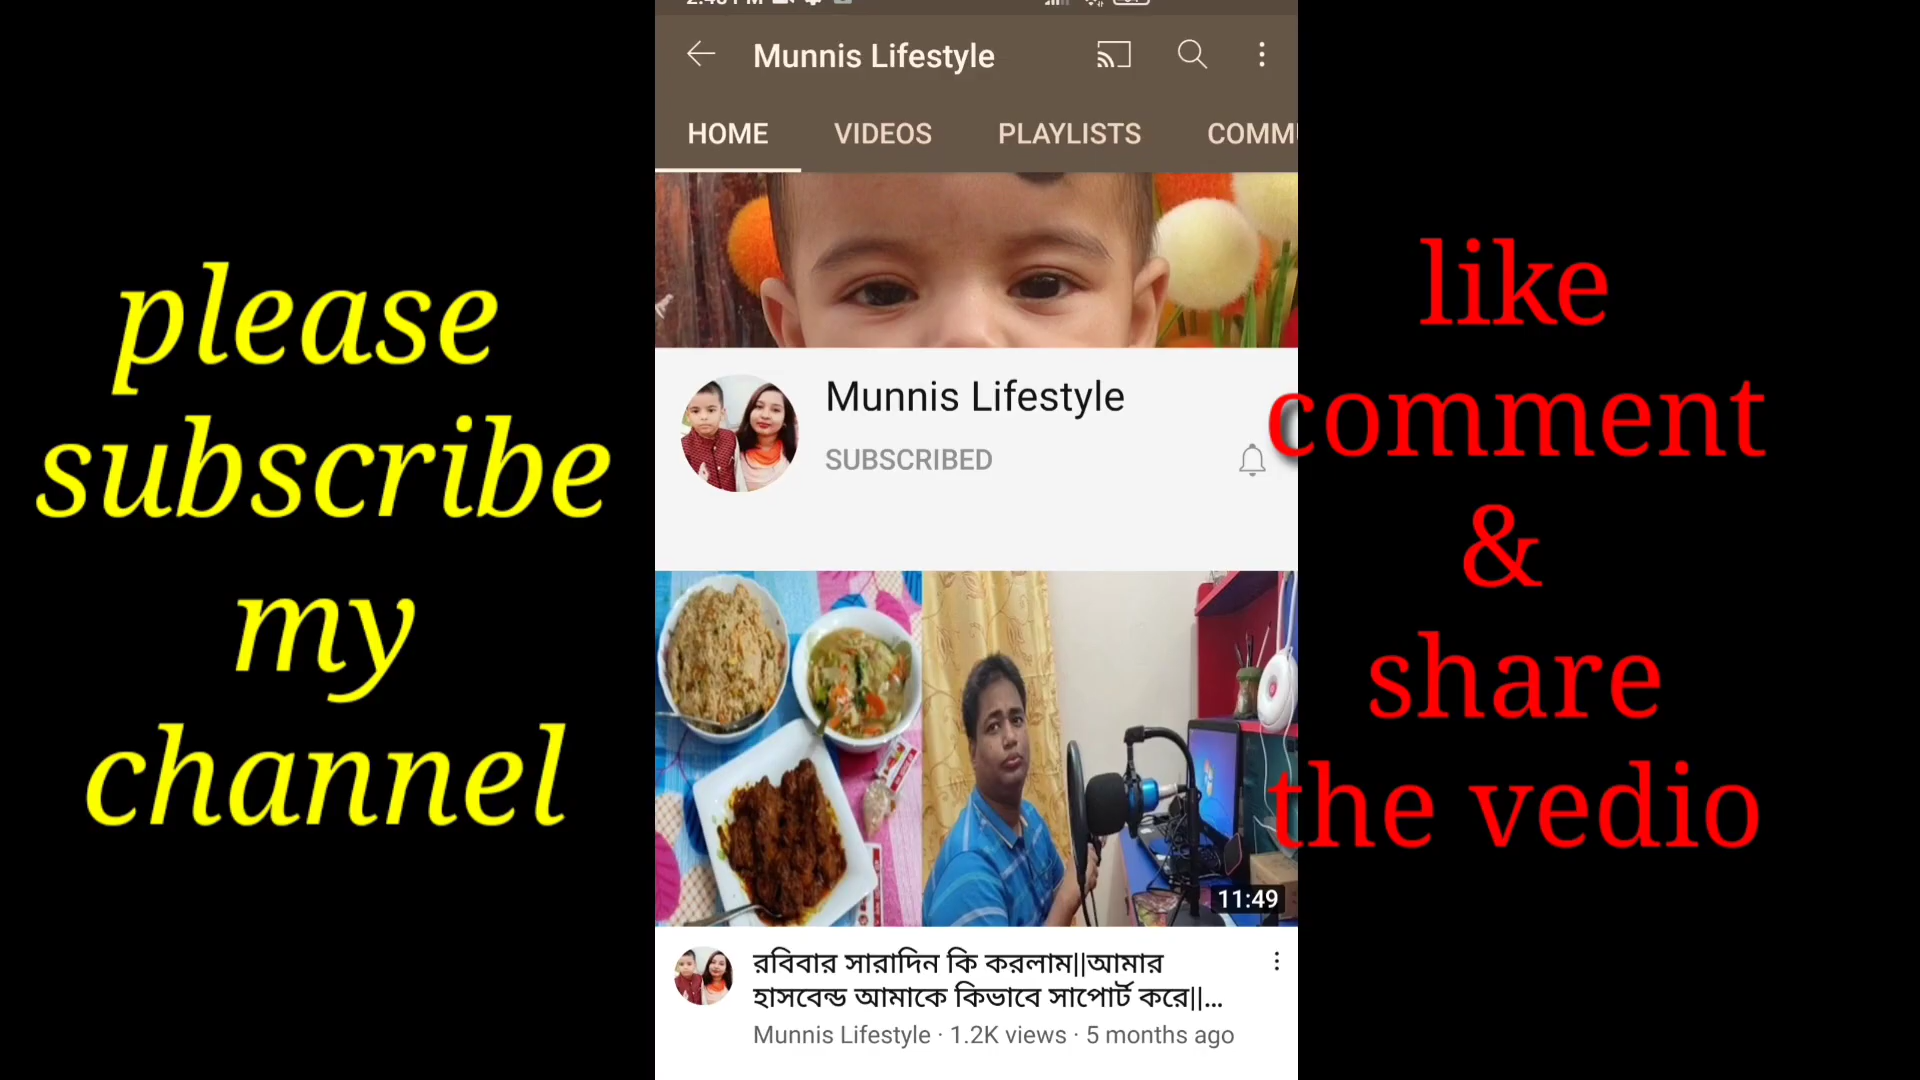 please
subscribe
my
channel
Munnis Lifestyle
HOME VIDEOS PLAYLISTS COMMU
Munnis Lifestyle
SUBSCRIBED
11:49
রবিবার সারাদিন কি করলাম||আমার
হাসবেন্ড আমাকে কিভাবে সাপোর্ট করে||...
Munnis Lifestyle · 1.2K views · 5 months ago
like
comment
&
share
the vedio